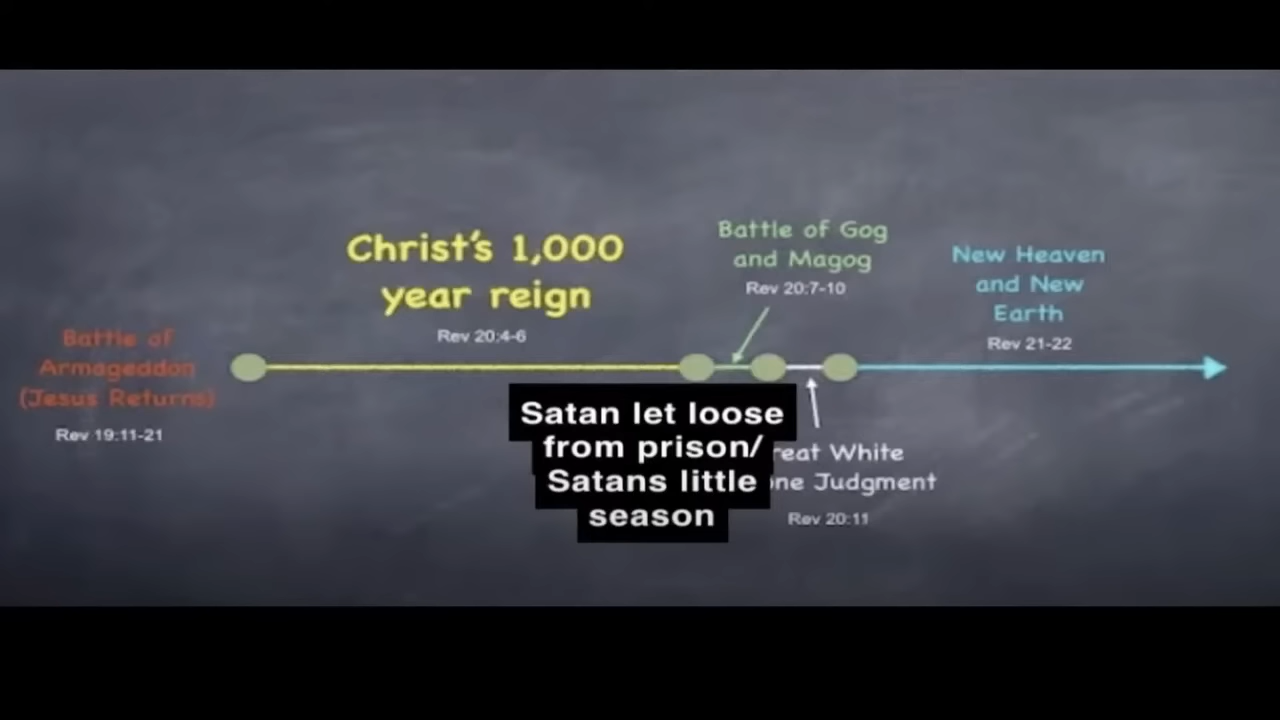 Christ's 1,000
year reign
Rev 20:4-6
Battle of Gog
and Magog
Rev 20:7-10
New Heaven
and New
Earth
Rev 21-22
Battle of
Armageddon
(Jesus Returns)
Rev 19:11-21
Satan let loose
from prison/
Satans little
season
White
Judgment
Rev 20:11